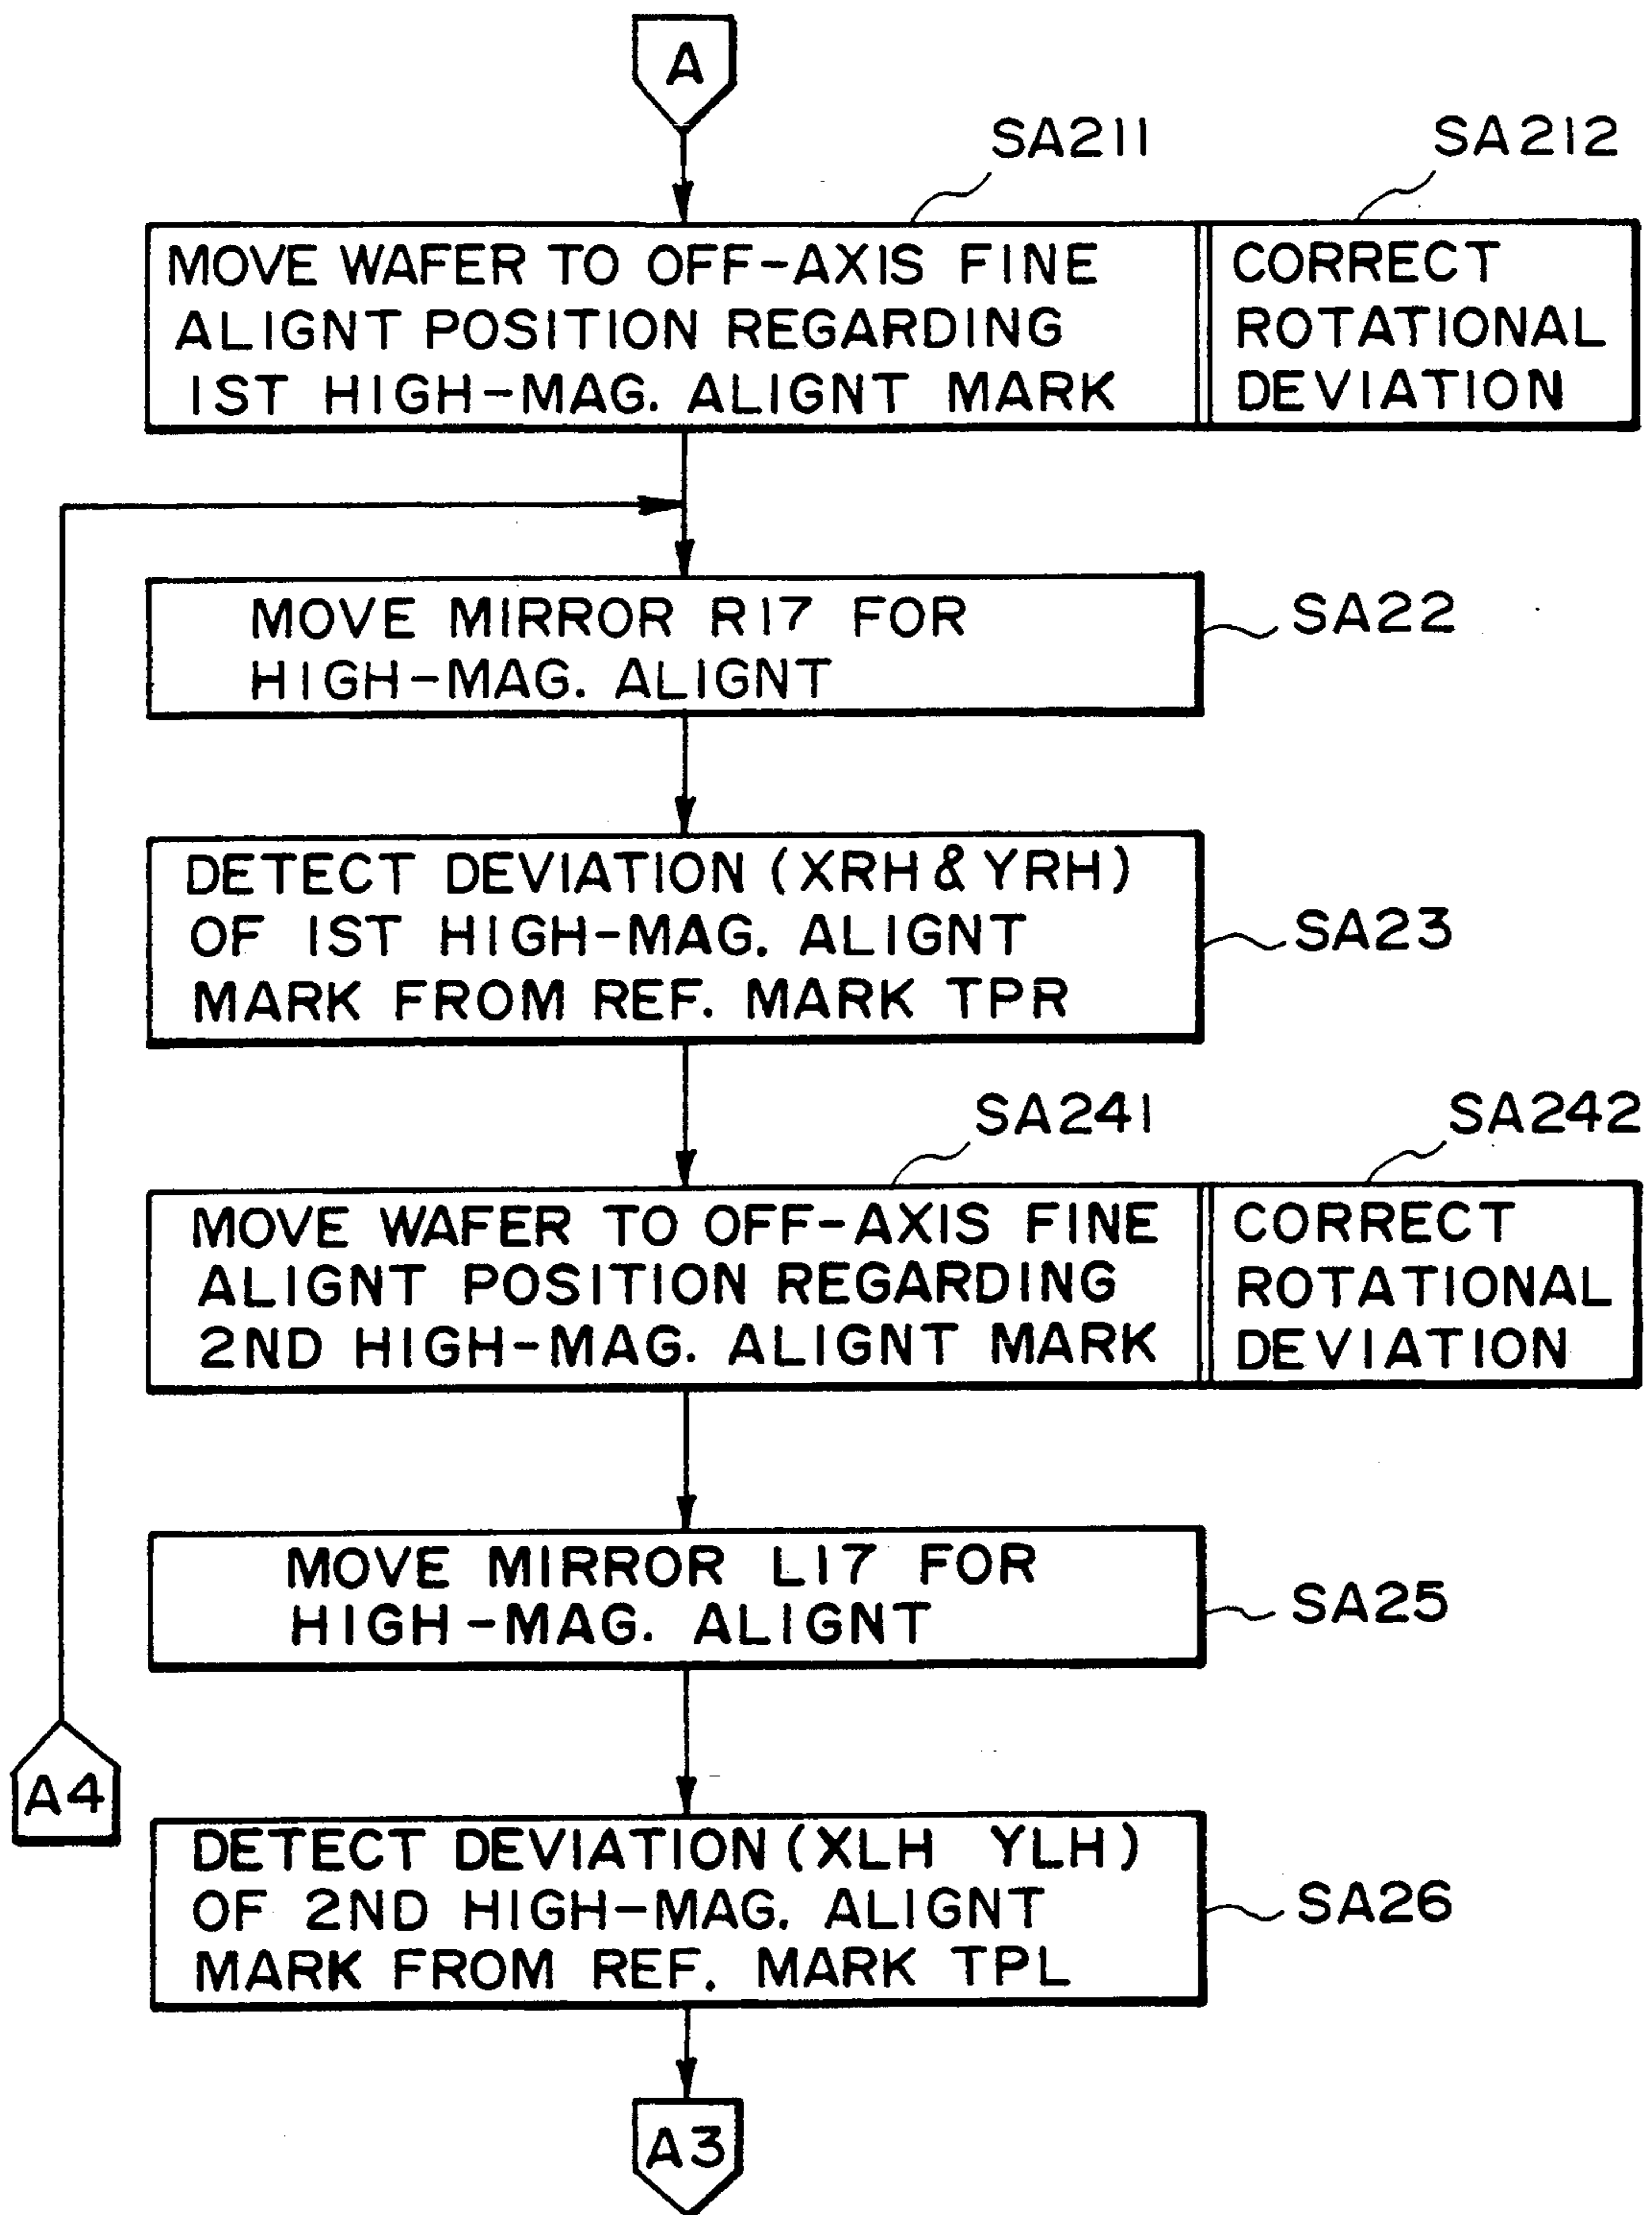 A
SA211
SA212
MOVE WAFER TO OFF-AXIS FINE
ALIGNT POSITION REGARDING
1ST HIGH-MAG. ALIGNT MARK
CORRECT
ROTATIONAL
DEVIATION
MOVE MIRROR R17 FOR
HIGH-MAG. ALIGNT
SA22
DETECT DEVIATION (XRH & YRH)
OF 1ST HIGH-MAG. ALIGNT
MARK FROM REF. MARK TPR
SA23
SA241
SA242
MOVE WAFER TO OFF-AXIS FINE
ALIGNT POSITION REGARDING
2ND HIGH-MAG. ALIGNT MARK
CORRECT
ROTATIONAL
DEVIATION
MOVE MIRROR L17 FOR
HIGH-MAG. ALIGNT
SA25
A4
DETECT DEVIATION (XLH YLH)
OF 2ND HIGH-MAG. ALIGNT
MARK FROM REF. MARK TPL
SA26
A3